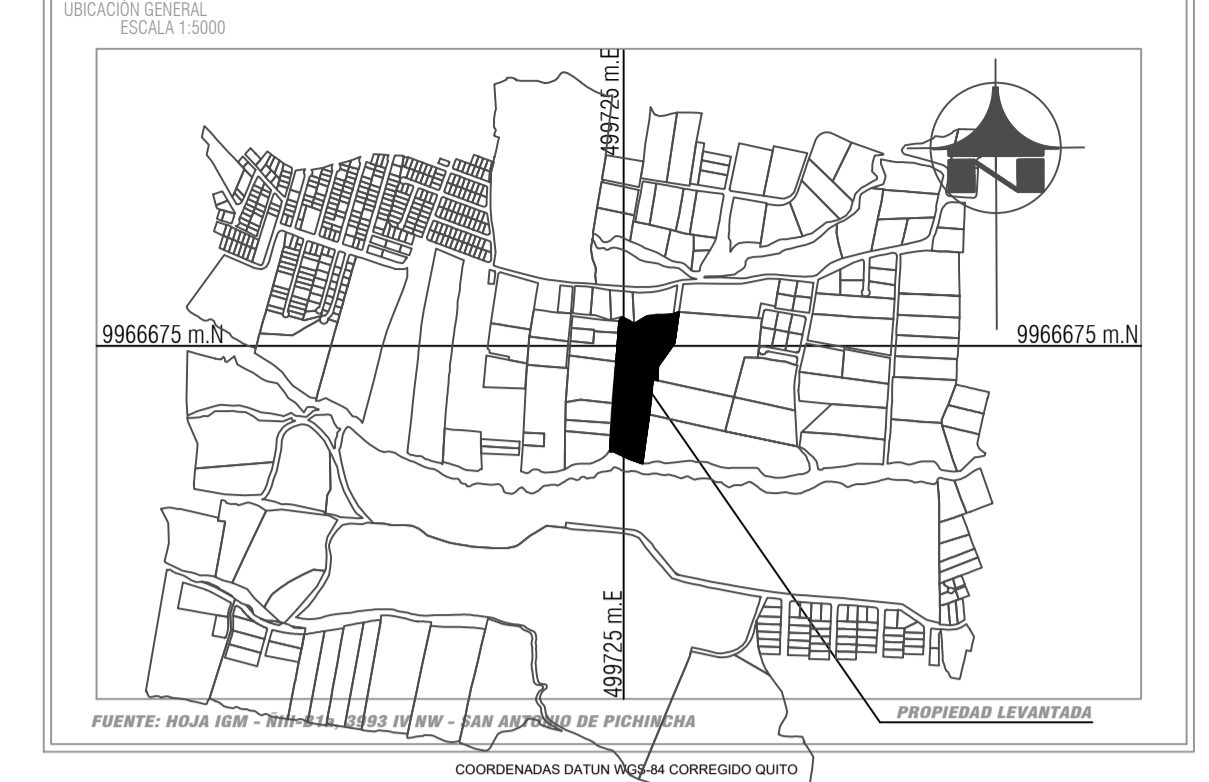 UBICACIÓN GENERAL
ESCALA 1:5000
499725 m.E
9966675 m.N
9966675 m.N
499725 m.E
PROPIEDAD LEVANTADA
FUENTE: HOJA IGM - 3993 IV NW - SAN ANTONIO DE PICHINCHA
COORDENADAS DATUN WGS-84 CORREGIDO QUITO